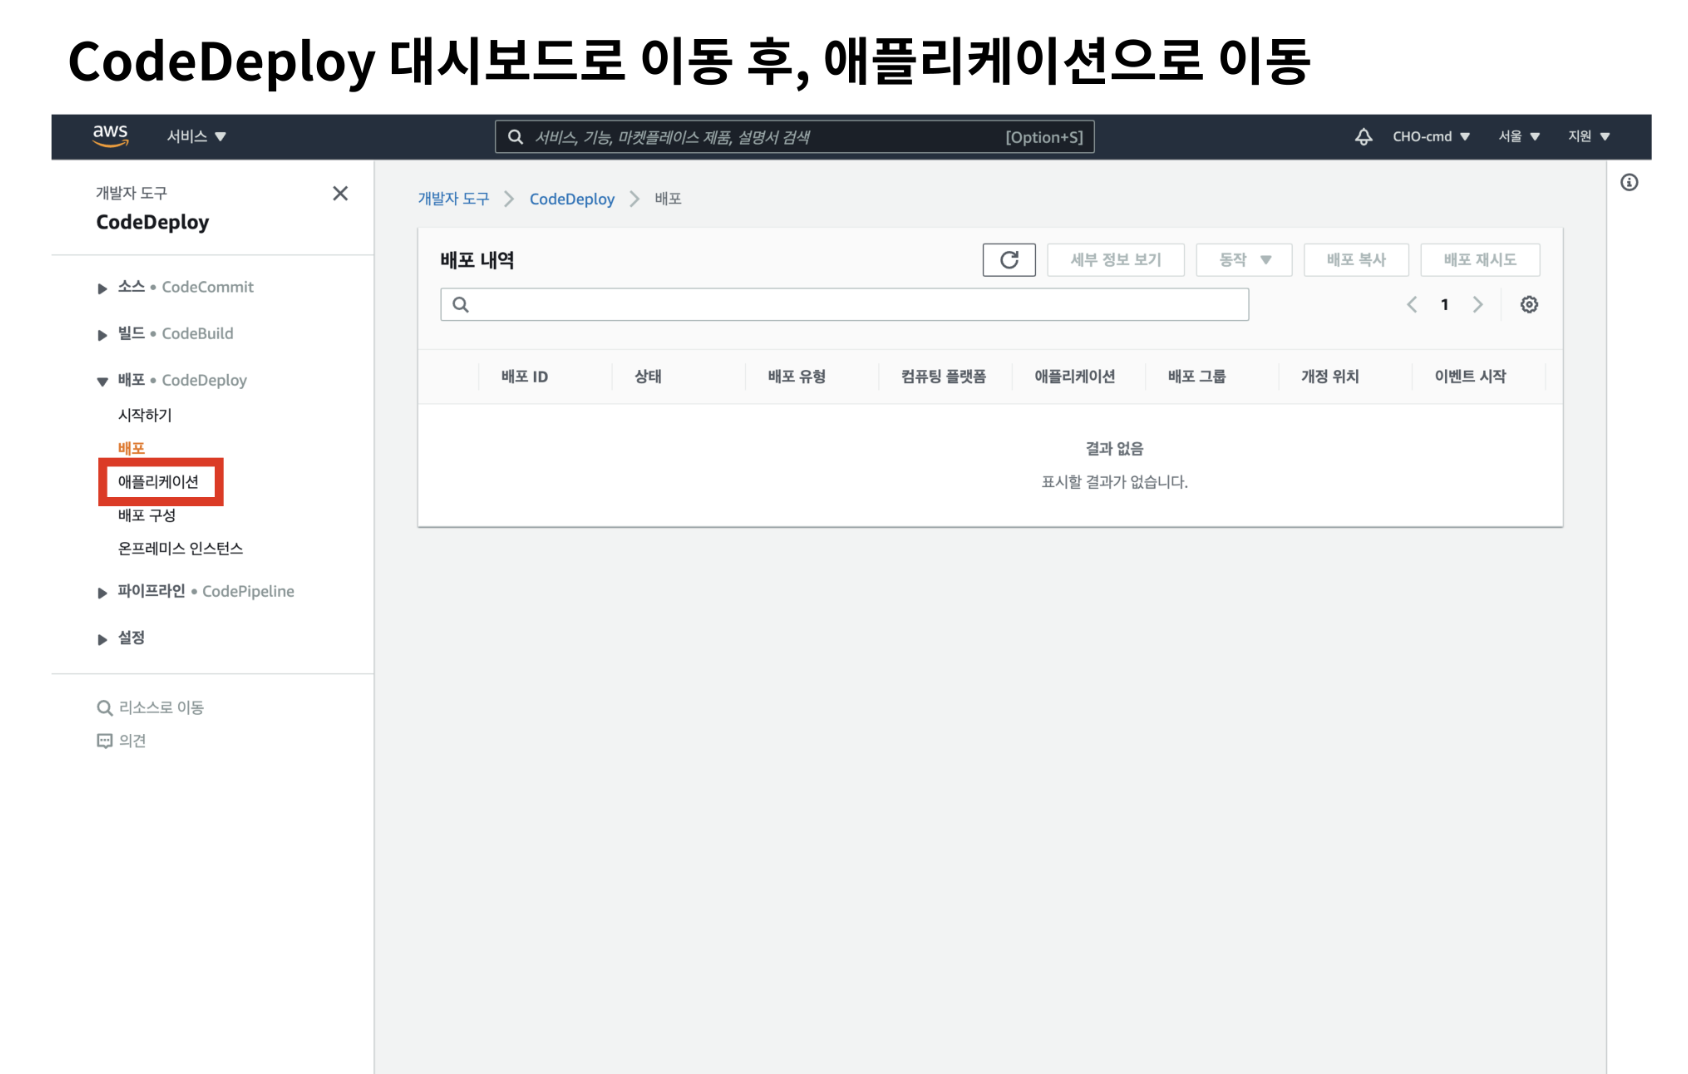 CodeDeploy 대시보드로 이동 후, 애플리케이션으로 이동
aws 서비스 ▼ 서비스, 기능, 마켓플레이스 제품, 설명서 검색 [Option+S] CHO-cmd ▼ 서울 ▼ 지원 ▼
개발자 도구
CodeDeploy
소스 • CodeCommit
빌드 • CodeBuild
배포 • CodeDeploy
시작하기
배포
애플리케이션
배포 구성
온프레미스 인스턴스
파이프라인 • CodePipeline
설정
리소스로 이동
의견
개발자 도구 > CodeDeploy > 배포
배포 내역
세부 정보 보기 동작 ▼ 배포 복사 배포 재시도
< 1 >
배포 ID 상태 배포 유형 컴퓨팅 플랫폼 애플리케이션 배포 그룹 개정 위치 이벤트 시작
결과 없음
표시할 결과가 없습니다.